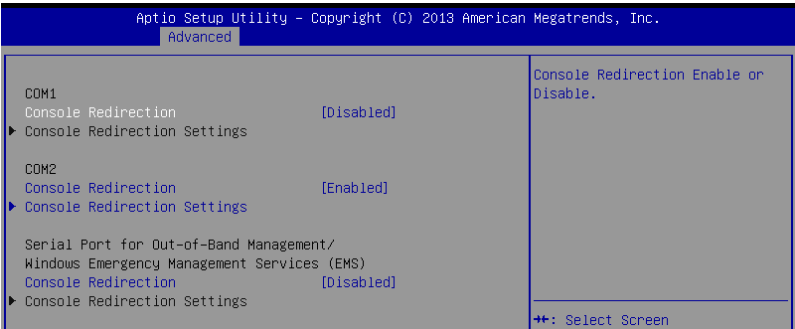 Aptio Setup Utility – Copyright (C) 2013 American Megatrends, Inc.
Advanced
COM1
Console Redirection [Disabled]
Console Redirection Settings
COM2
Console Redirection [Enabled]
Console Redirection Settings
Serial Port for Out-of-Band Management/
Windows Emergency Management Services (EMS)
Console Redirection [Disabled]
Console Redirection Settings
Console Redirection Enable or
Disable.
→←: Select Screen